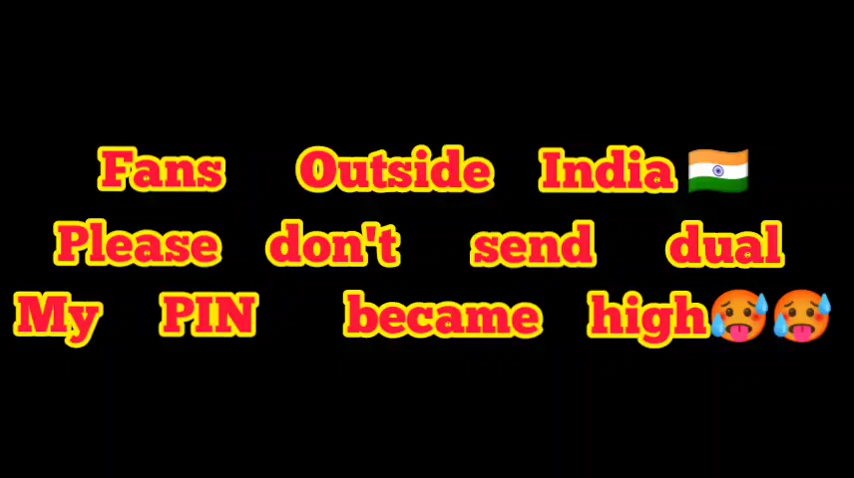 Fans Outside India 🇮🇳
Please don't send dual
My PIN became high🥵🥵